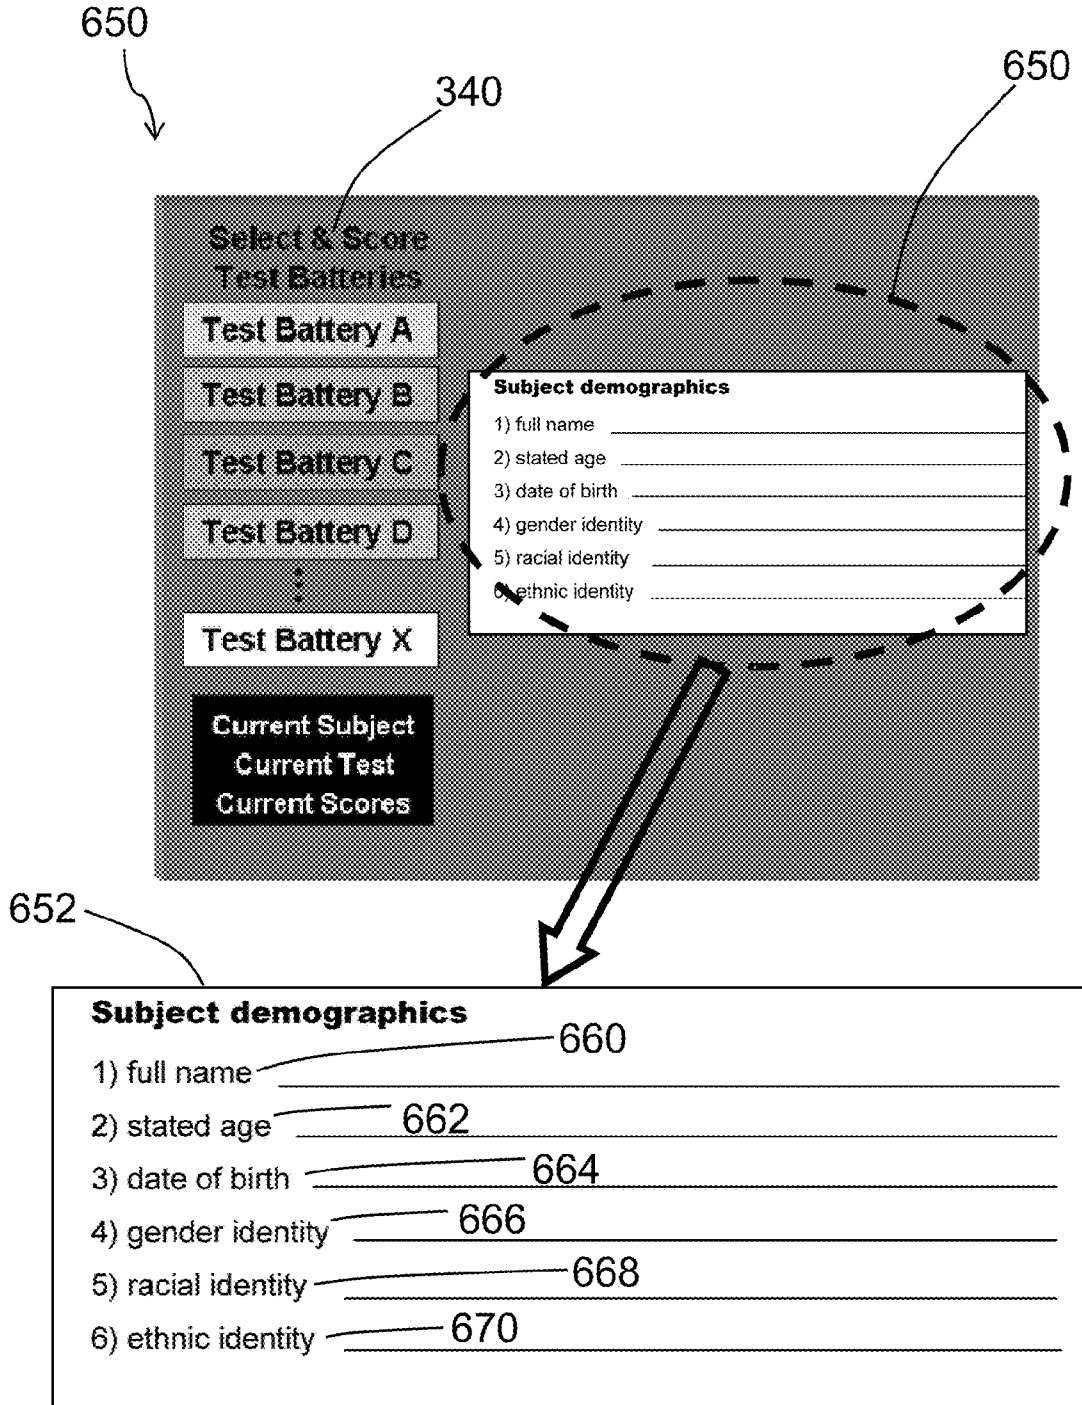 650
340
650
Select & Score
Test Batteries
Test Battery A
Test Battery B
Test Battery C
Test Battery D
Test Battery X
Current Subject
Current Test
Current Scores
Subject demographics
1) full name
2) stated age
3) date of birth
4) gender identity
5) racial identity
6) ethnic identity
652
Subject demographics
1) full name 660
2) stated age 662
3) date of birth 664
4) gender identity 666
5) racial identity 668
6) ethnic identity 670